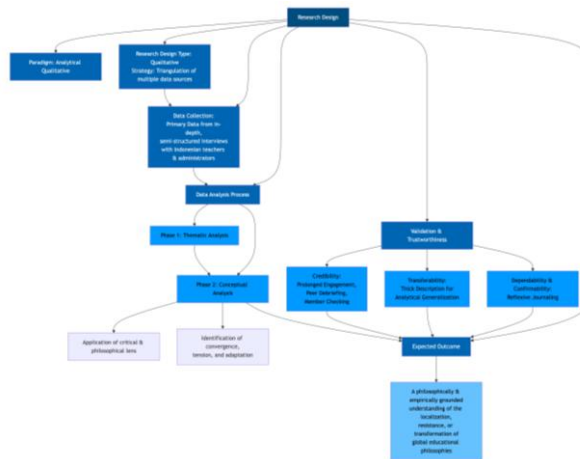 Research Design
Paradigm: Analytical
Qualitative
Research Design Type:
Qualitative
Strategy: Triangulation of
multiple data sources
Data Collection:
Primary Data from in-
depth,
semi-structured interviews
with Indonesian teachers
& administrators
Data Analysis Process
Phase 1: Thematic Analysis
Phase 2: Conceptual
Analysis
Application of critical &
philosophical lens
Identification of
convergence,
tension, and adaptation
Validation &
Trustworthiness
Credibility:
Prolonged Engagement,
Peer Debriefing,
Member Checking
Transferability:
Thick Description for
Analytical Generalization
Dependability &
Confirmability:
Reflexive Journaling
Expected Outcome
A philosophically &
empirically grounded
understanding of the
localization,
resistance, or
transformation of
global educational
philosophies